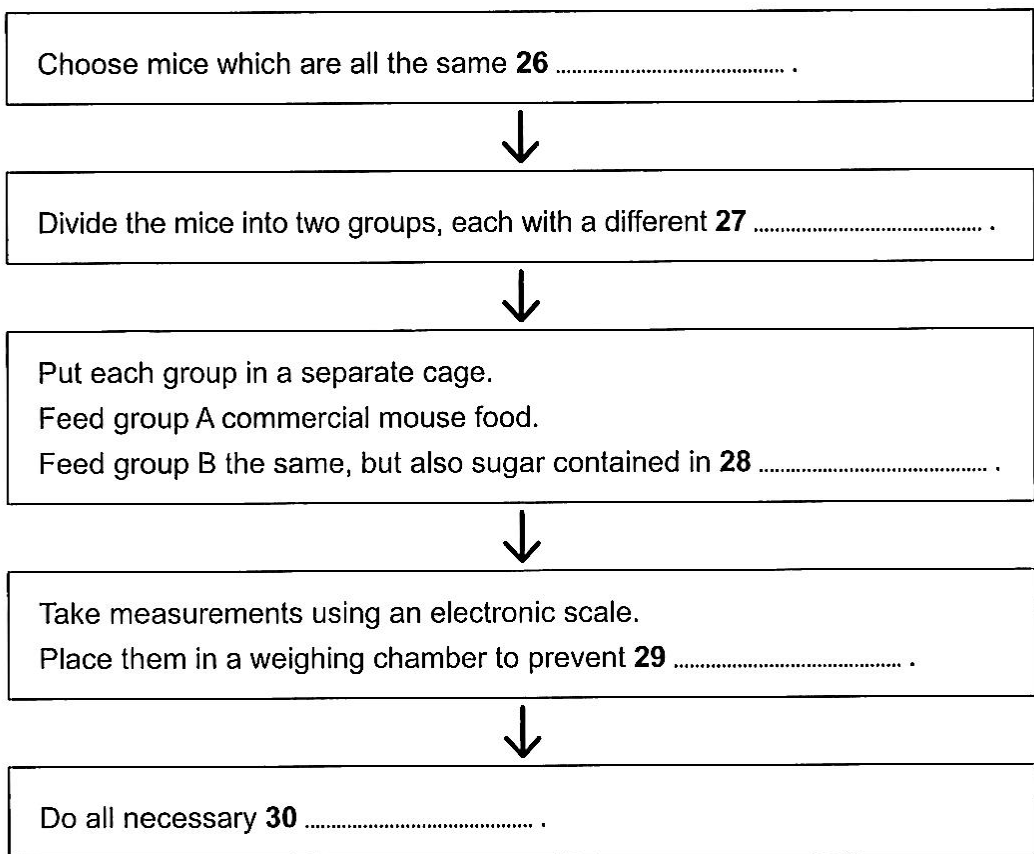 Choose mice which are all the same 26 ............................................ .
Divide the mice into two groups, each with a different 27 ............................................ .
Put each group in a separate cage.
Feed group A commercial mouse food.
Feed group B the same, but also sugar contained in 28 ............................................ .
Take measurements using an electronic scale.
Place them in a weighing chamber to prevent 29 ............................................ .
Do all necessary 30 ............................................ .